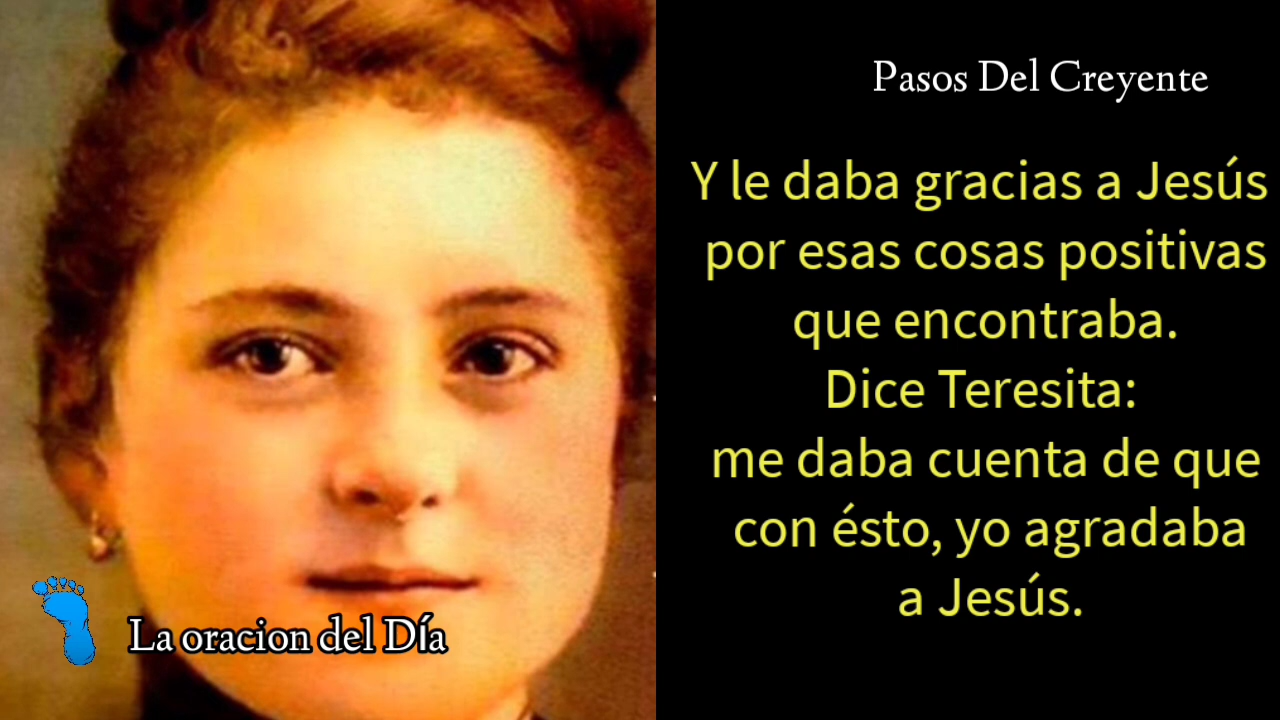 Pasos Del Creyente
Y le daba gracias a Jesús
por esas cosas positivas
que encontraba.
Dice Teresita:
me daba cuenta de que
con ésto, yo agradaba
a Jesús.
La oracion del Día